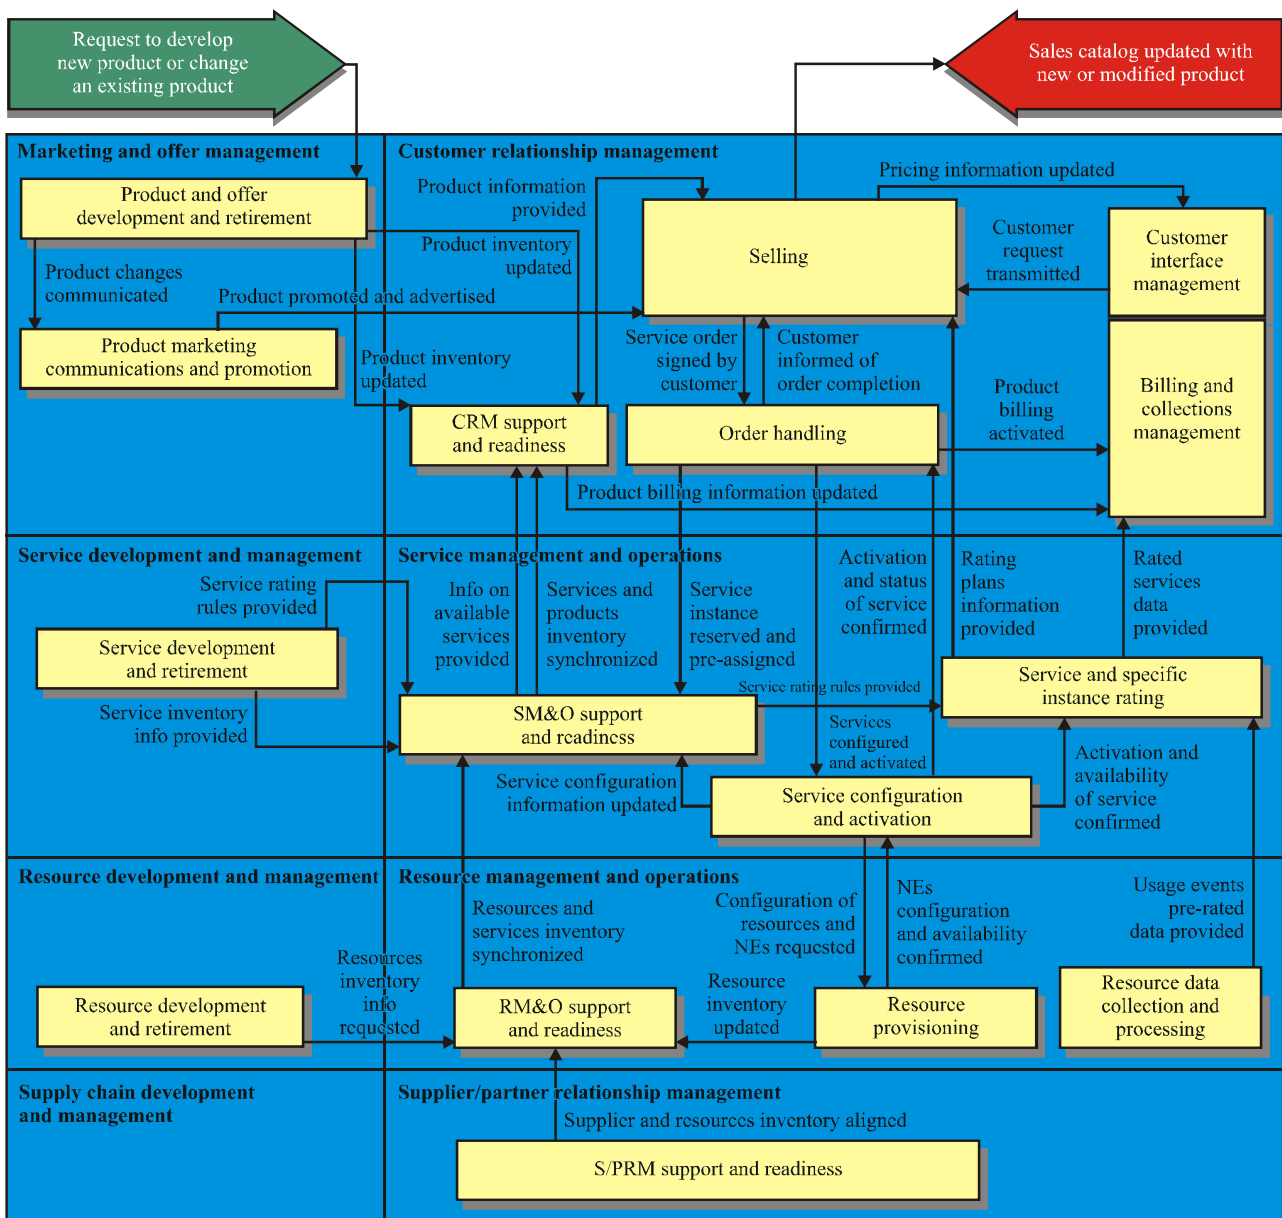 Request to develop
new product or change
an existing product
Sales catalog updated with
new or modified product
Marketing and offer management
Customer relationship management
Product and offer
development and retirement
Product information
provided
Pricing information updated
Product inventory
updated
Selling
Customer
request
transmitted
Customer
interface
management
Product changes
communicated
Product promoted and advertised
Product marketing
communications and promotion
Product inventory
updated
Service order
signed by
customer
Customer
informed of
order completion
Product
billing
activated
Billing and
collections
management
CRM support
and readiness
Order handling
Product billing information updated
Service development and management
Service management and operations
Service rating
rules provided
Info on
available
services
provided
Services and
products
inventory
synchronized
Service
instance
reserved and
pre-assigned
Activation
and status
of service
confirmed
Rating
plans
information
provided
Rated
services
data
provided
Service development
and retirement
Service and specific
instance rating
Service rating rules provided
Service inventory
info provided
SM&O support
and readiness
Services
configured
and activated
Service configuration
information updated
Activation and
availability
of service
confirmed
Service configuration
and activation
Resource development and management
Resource management and operations
Resources and
services inventory
synchronized
Configuration of
resources and
NEs requested
NEs
configuration
and availability
confirmed
Usage events
pre-rated
data provided
Resources
inventory
info
requested
Resource
inventory
updated
Resource development
and retirement
RM&O support
and readiness
Resource
provisioning
Resource data
collection and
processing
Supply chain development
and management
Supplier/partner relationship management
Supplier and resources inventory aligned
S/PRM support and readiness